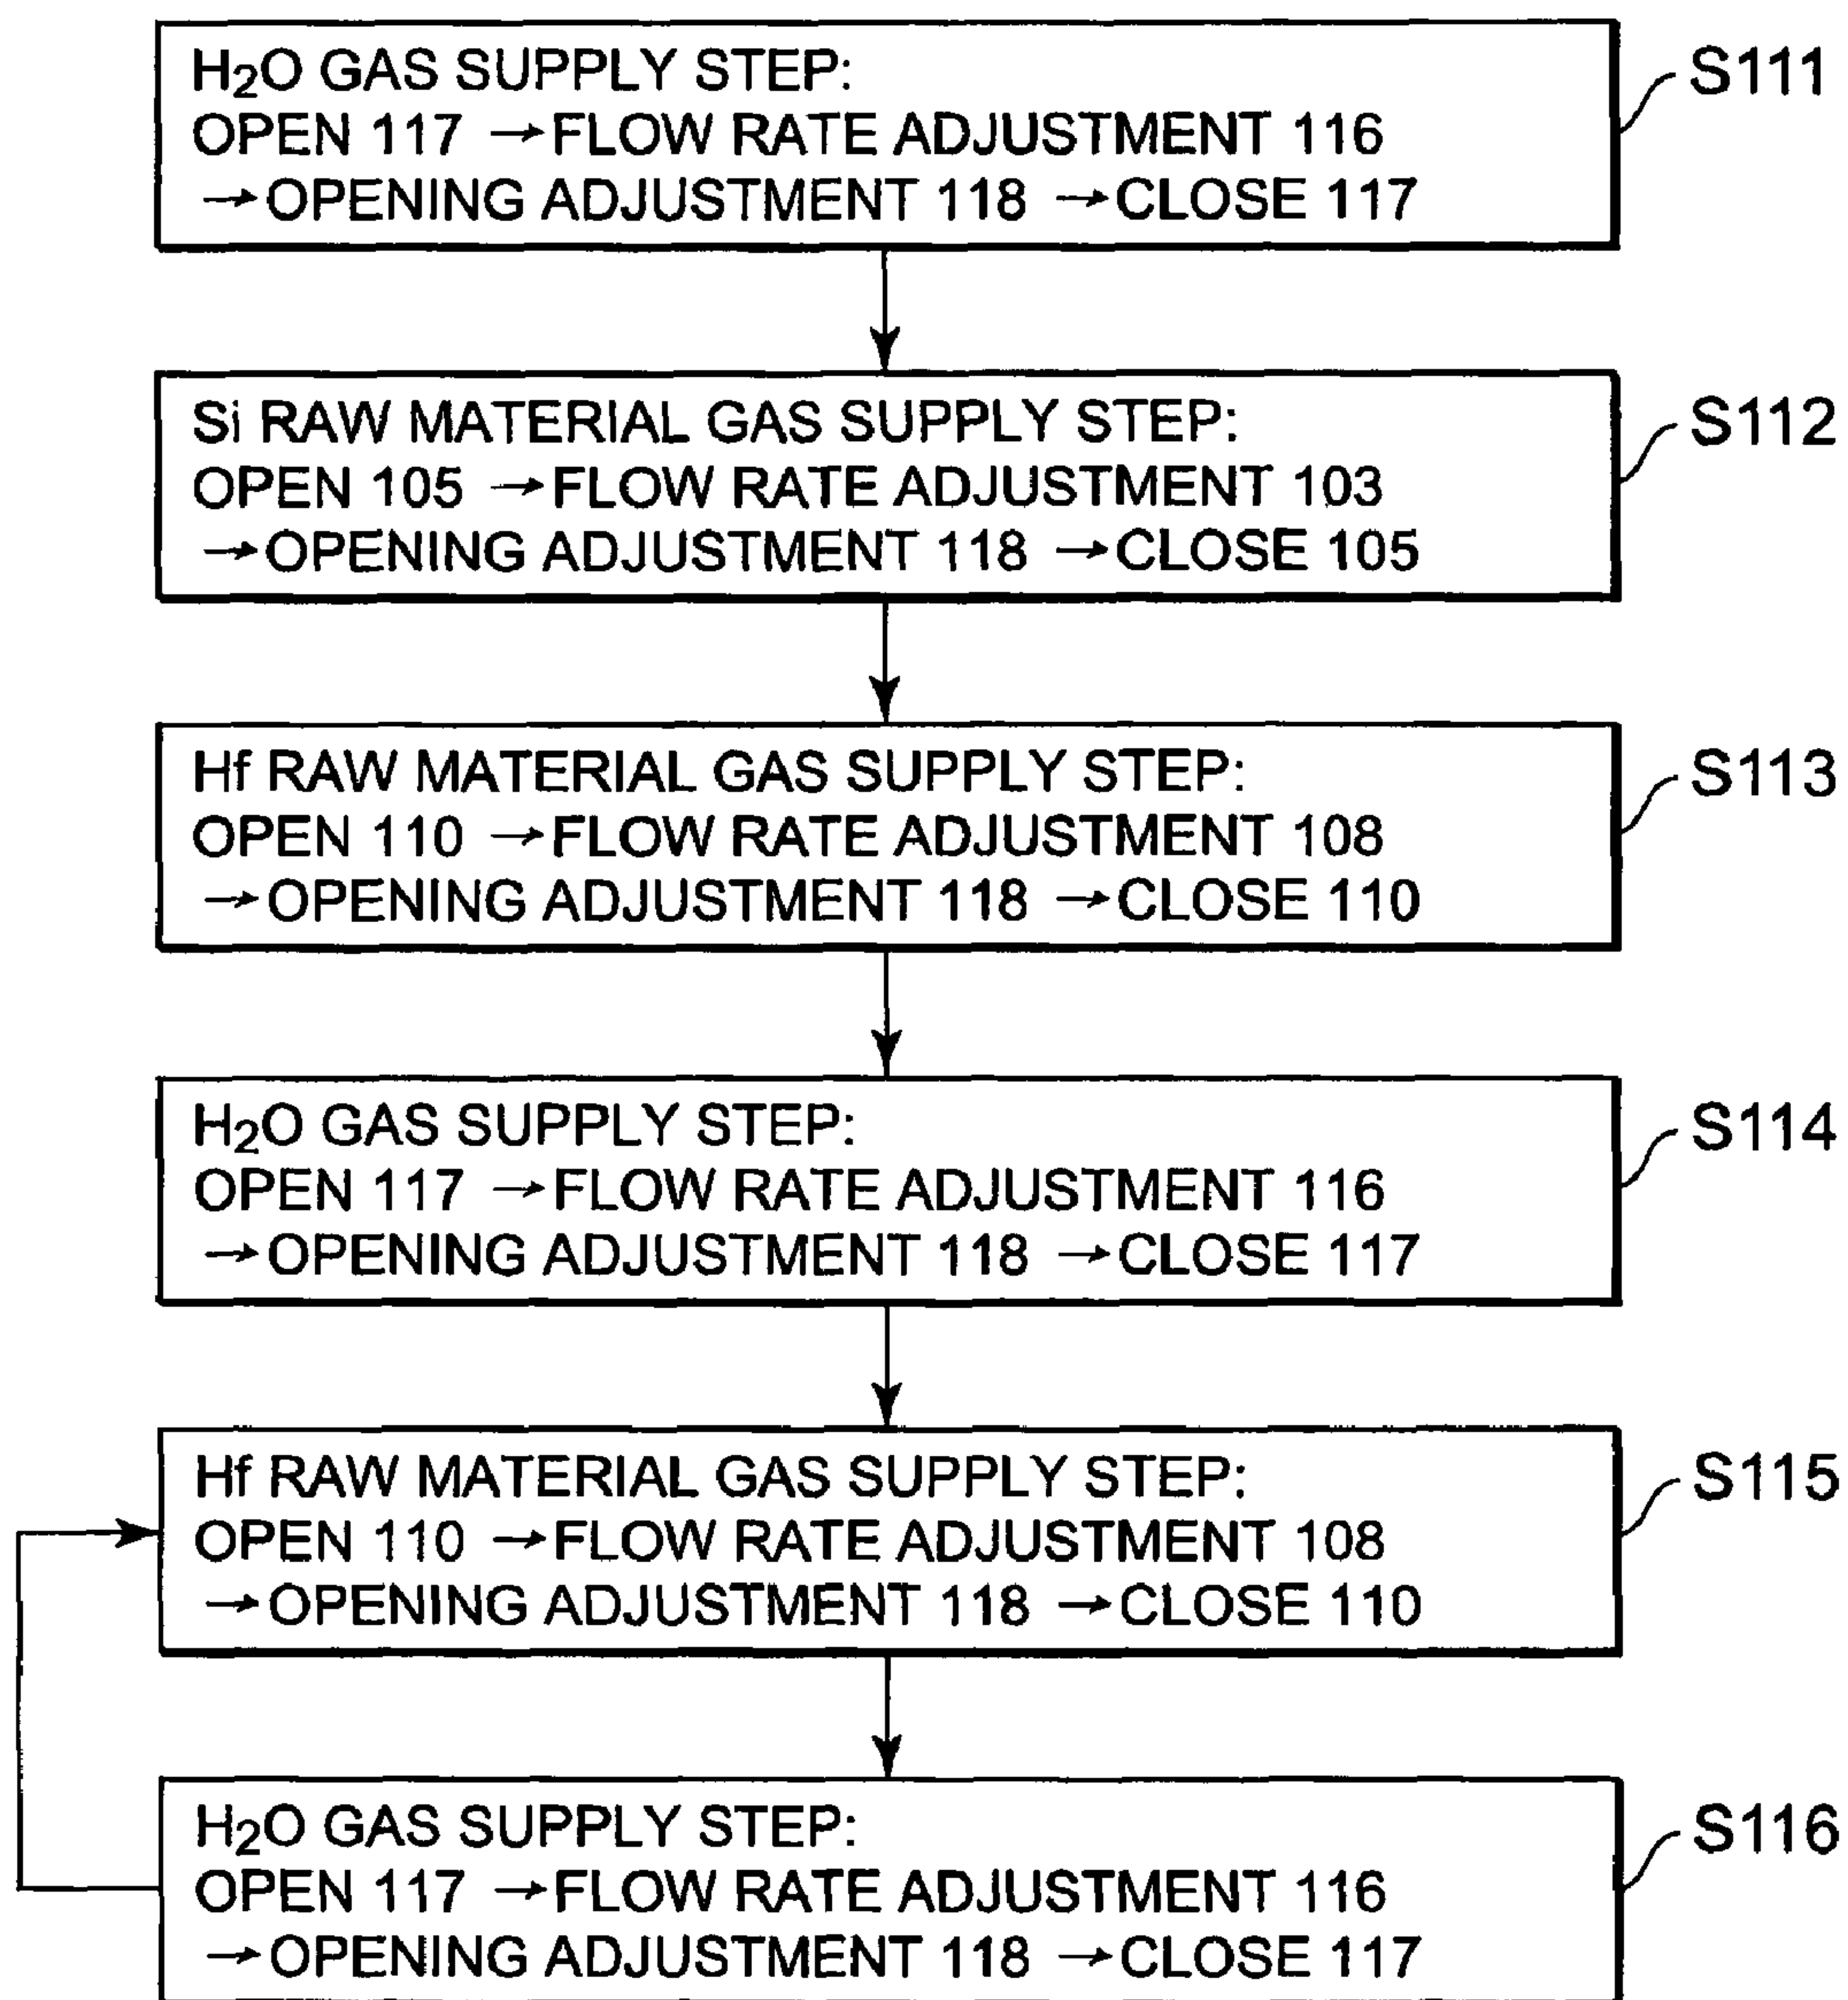 H₂O GAS SUPPLY STEP:
OPEN 117 → FLOW RATE ADJUSTMENT 116
→ OPENING ADJUSTMENT 118 → CLOSE 117
S111
Si RAW MATERIAL GAS SUPPLY STEP:
OPEN 105 → FLOW RATE ADJUSTMENT 103
→ OPENING ADJUSTMENT 118 → CLOSE 105
S112
Hf RAW MATERIAL GAS SUPPLY STEP:
OPEN 110 → FLOW RATE ADJUSTMENT 108
→ OPENING ADJUSTMENT 118 → CLOSE 110
S113
H₂O GAS SUPPLY STEP:
OPEN 117 → FLOW RATE ADJUSTMENT 116
→ OPENING ADJUSTMENT 118 → CLOSE 117
S114
Hf RAW MATERIAL GAS SUPPLY STEP:
OPEN 110 → FLOW RATE ADJUSTMENT 108
→ OPENING ADJUSTMENT 118 → CLOSE 110
S115
H₂O GAS SUPPLY STEP:
OPEN 117 → FLOW RATE ADJUSTMENT 116
→ OPENING ADJUSTMENT 118 → CLOSE 117
S116